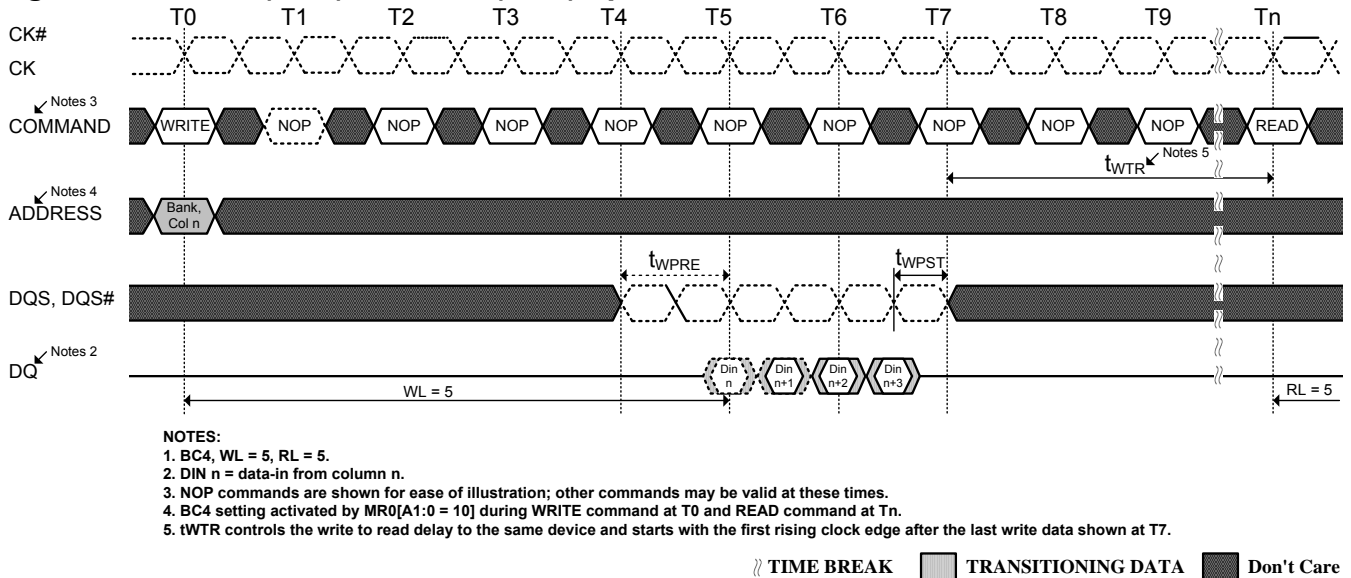 T0 T1 T2 T3 T4 T5 T6 T7 T8 T9 Tn
CK#
CK
Notes 3
COMMAND WRITE NOP NOP NOP NOP NOP NOP NOP NOP NOP READ
tWTR Notes 5
Notes 4
ADDRESS Bank, Col n
tWPRE tWPST
DQS, DQS#
Notes 2
DQ Din n Din n+1 Din n+2 Din n+3
WL = 5 RL = 5
NOTES:
1. BC4, WL = 5, RL = 5.
2. DIN n = data-in from column n.
3. NOP commands are shown for ease of illustration; other commands may be valid at these times.
4. BC4 setting activated by MR0[A1:0 = 10] during WRITE command at T0 and READ command at Tn.
5. tWTR controls the write to read delay to the same device and starts with the first rising clock edge after the last write data shown at T7.
TIME BREAK TRANSITIONING DATA Don't Care